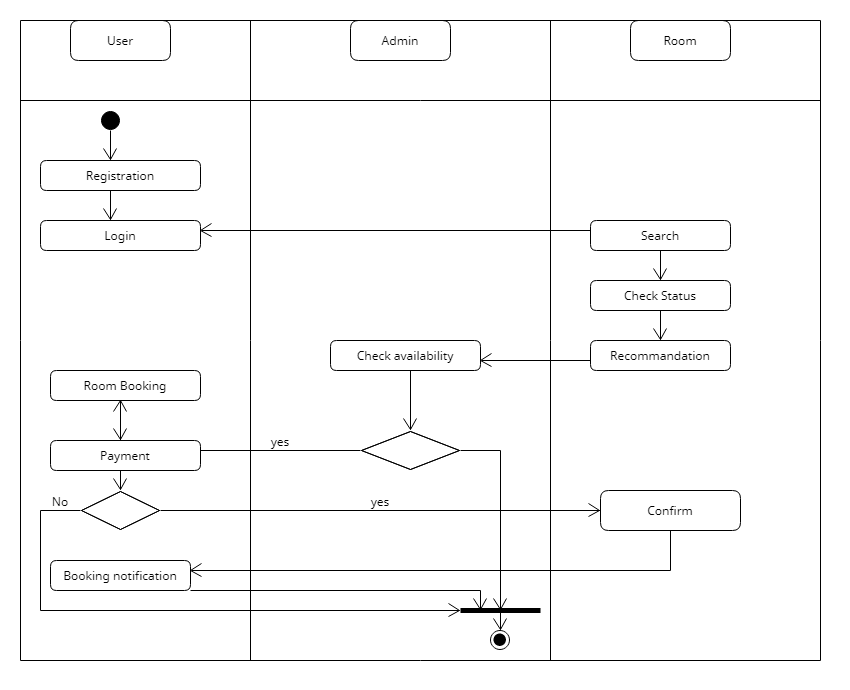 User
Admin
Room
Registration
Login
Search
Check Status
Check availability
Recommandation
Room Booking
yes
Payment
No
yes
Confirm
Booking notification